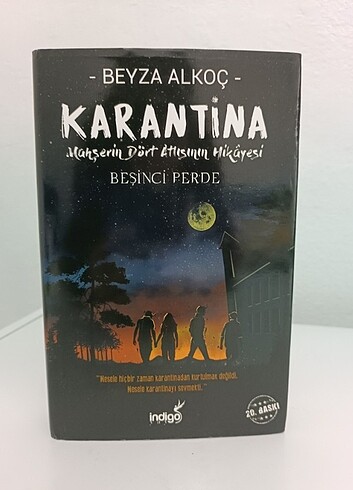 - BEYZA ALKOÇ -
KARANTİNA
Mahşerin Dört Atlısının Hikâyesi
BEŞİNCİ PERDE
"Mesele hiçbir zaman karantinadan kurtulmak değildi.
Mesele karantinayı sevmekti."
20. BASKI
indigo